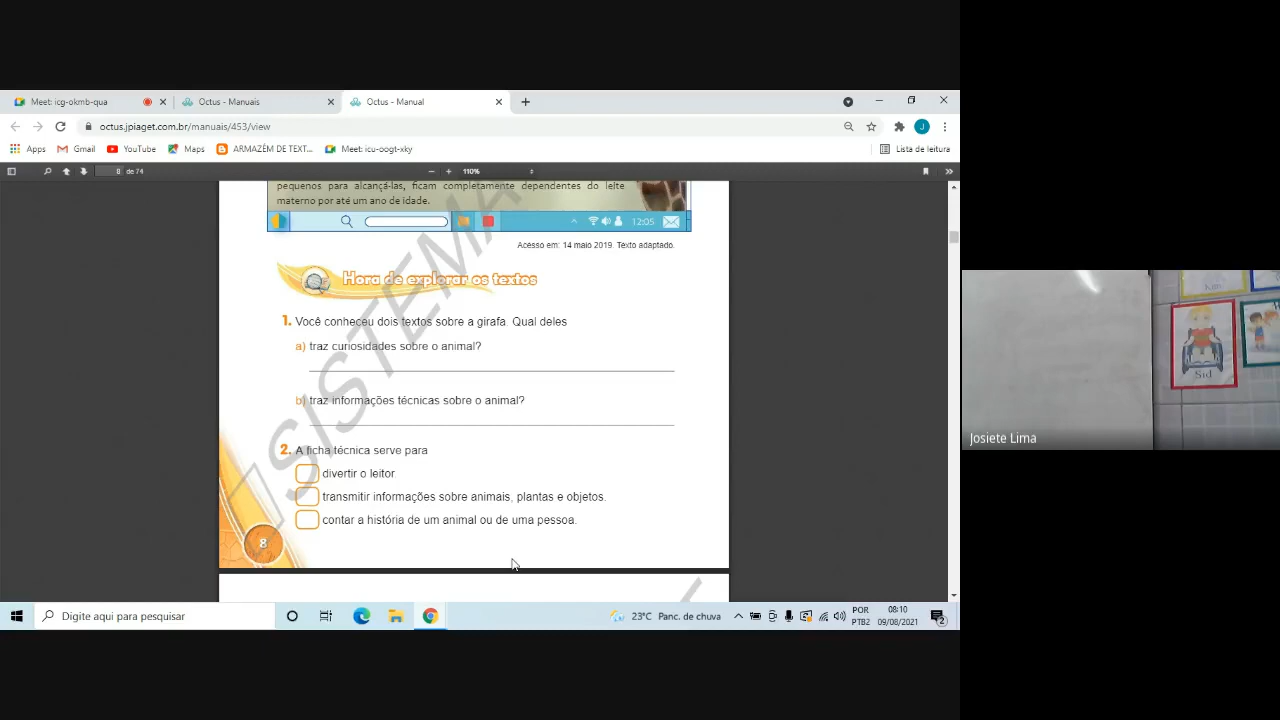 Meet: icg-okmb-qua
Octus - Manuais
Octus - Manual
octus.jpiaget.com.br/manuais/453/view
Apps
Gmail
YouTube
Maps
ARMAZÉM DE TEXT...
Meet: icu-oogt-xky
Lista de leitura
8 de 74
110%
pequenos para alcançá-las, ficam completamente dependentes do leite
materno por até um ano de idade.
12:05
Acesso em: 14 maio 2019. Texto adaptado.
Hora de explorar os textos
1. Você conheceu dois textos sobre a girafa. Qual deles
a) traz curiosidades sobre o animal?
b) traz informações técnicas sobre o animal?
2. A ficha técnica serve para
divertir o leitor.
transmitir informações sobre animais, plantas e objetos.
contar a história de um animal ou de uma pessoa.
8
SISTEMA
Digite aqui para pesquisar
23°C Panc. de chuva
POR
PTB2
08:10
09/08/2021
2
Kim
Sid
Josiete Lima